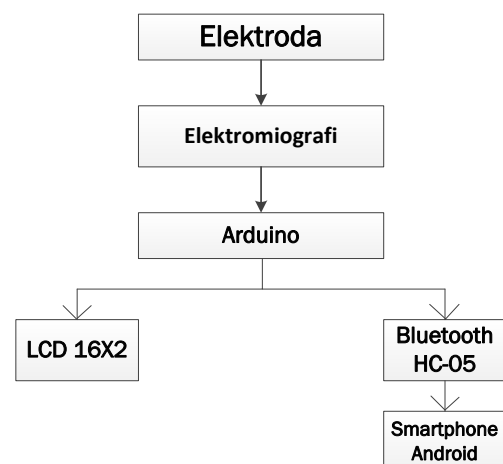 Elektroda
Elektromiografi
Arduino
LCD 16X2
Bluetooth
HC-05
Smartphone
Android